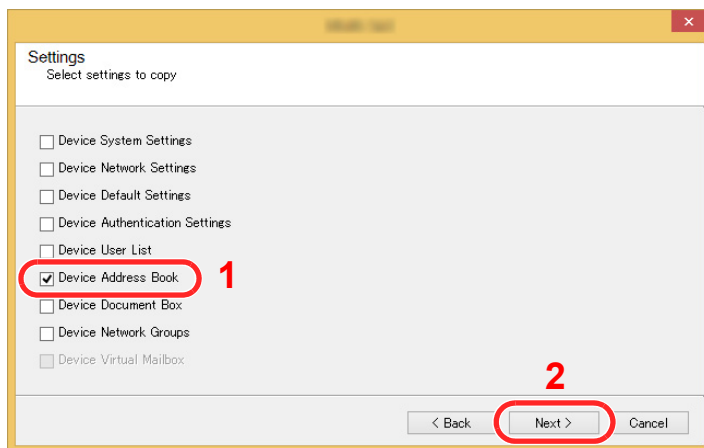 Settings
Select settings to copy
Device System Settings
Device Network Settings
Device Default Settings
Device Authentication Settings
Device User List
Device Address Book 1
Device Document Box
Device Network Groups
Device Virtual Mailbox
2
< Back Next > Cancel